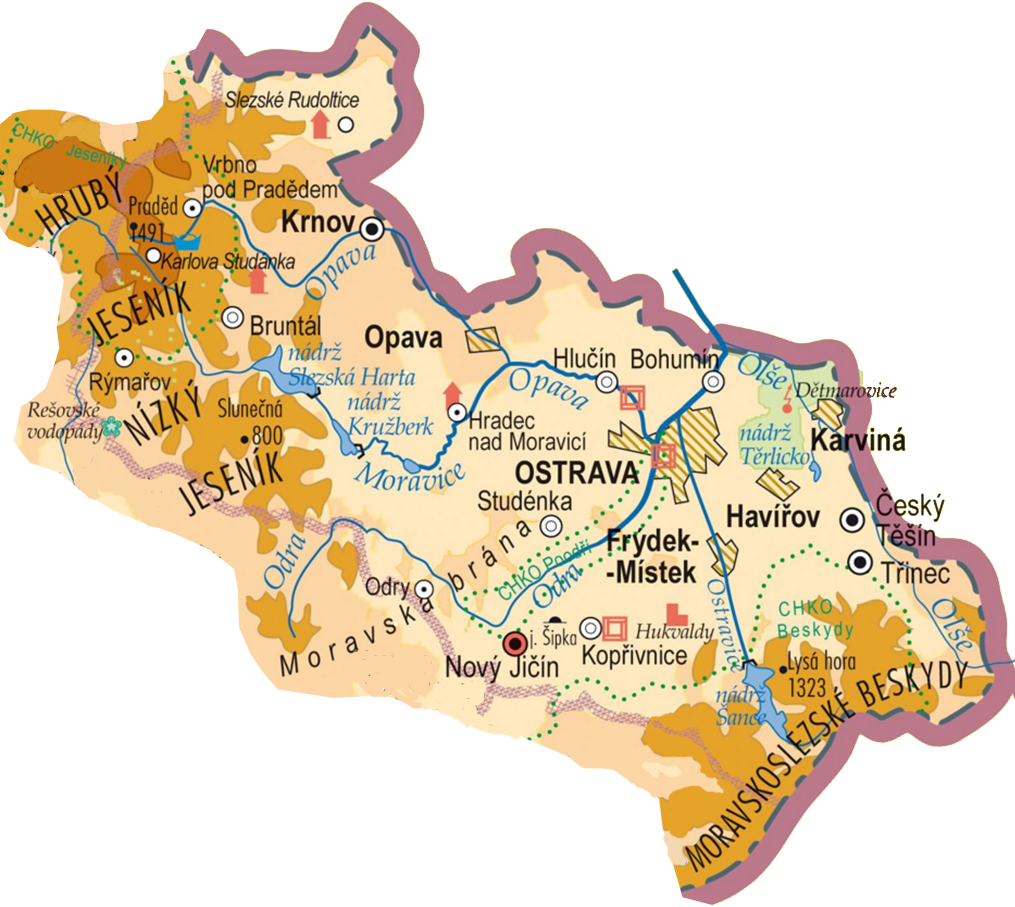 Slezské Rudoltice
CHKO Jeseníky
Vrbno
pod Pradědem
HRUBÝ
Praděd
1491
Krnov
Karlova Studánka
Opava
JESENÍK
Bruntál
Opava
Hlučín
Bohumín
Olše
nádrž
Slezská Harta
Rýmařov
Opava
Dětmarovice
nádrž
Kružberk
Rešovské
vodopády
NÍZKÝ
Slunečná
800
Hradec
nad Moravicí
nádrž
Těrlicko
Karviná
JESENÍK
Moravice
OSTRAVA
Studénka
Havířov
Český
Těšín
Odra
Moravská brána
CHKO Poodří
Frýdek-
-Místek
Třinec
Odry
Odra
Ostravice
CHKO
Beskydy
Olše
j. Šipka
Hukvaldy
Nový Jičín
Kopřivnice
Lysá hora
1323
nádrž
Šance
MORAVSKOSLEZSKÉ BESKYDY